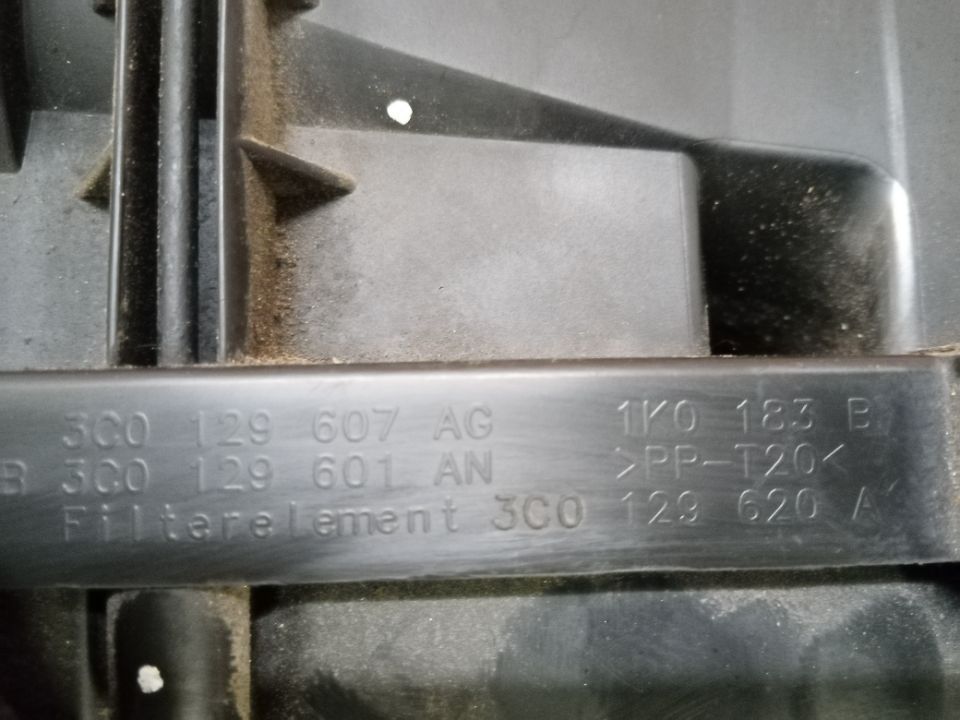 3C0 129 607 AG 1K0 183 B
B 3C0 129 601 AN >PP-T20<
Filterelement 3C0 129 620 A